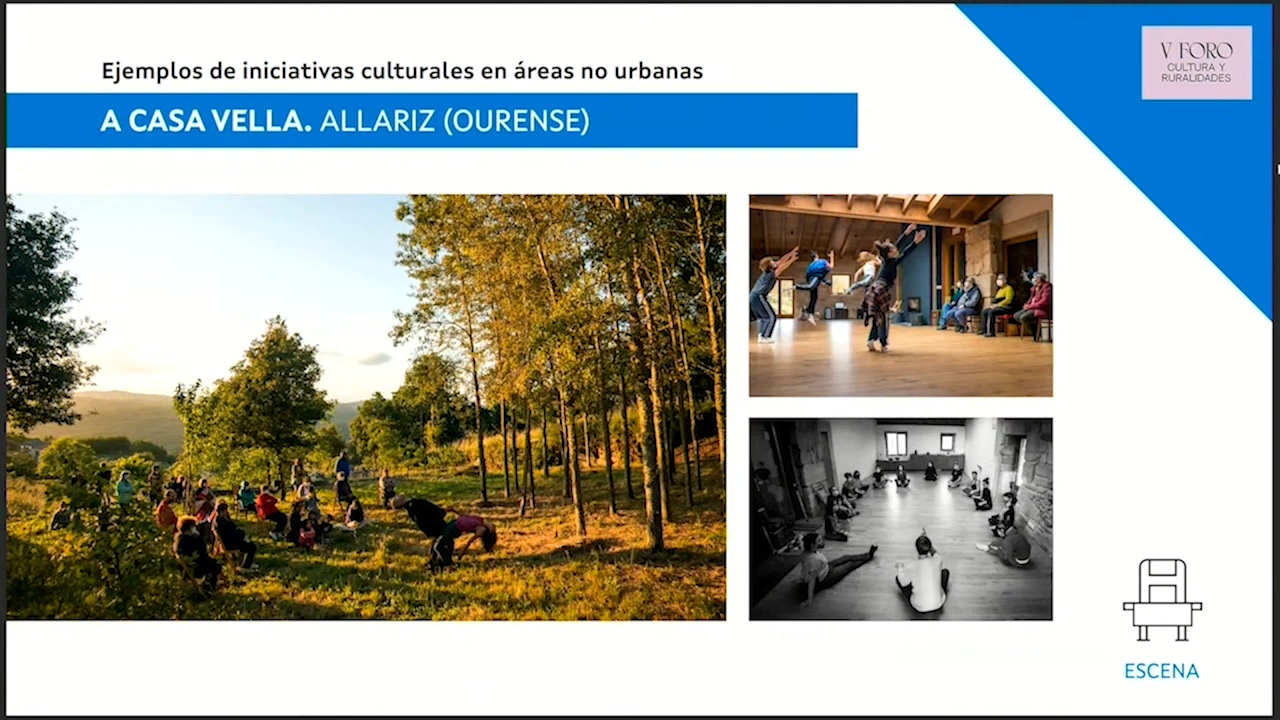 Ejemplos de iniciativas culturales en áreas no urbanas
A CASA VELLA. ALLARIZ (OURENSE)
V FORO
CULTURA Y
RURALIDADES
ESCENA